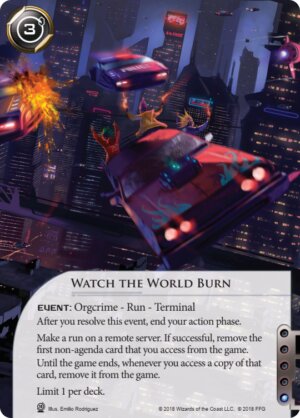 3
WATCH THE WORLD BURN
EVENT: Orgcrime - Run - Terminal
After you resolve this event, end your action phase.
Make a run on a remote server. If successful, remove the
first non-agenda card that you access from the game.
Until the game ends, whenever you access a copy of that
card, remove it from the game.
Limit 1 per deck.
Illus. Emilio Rodriguez
© 2018 Wizards of the Coast LLC. © 2018 FFG